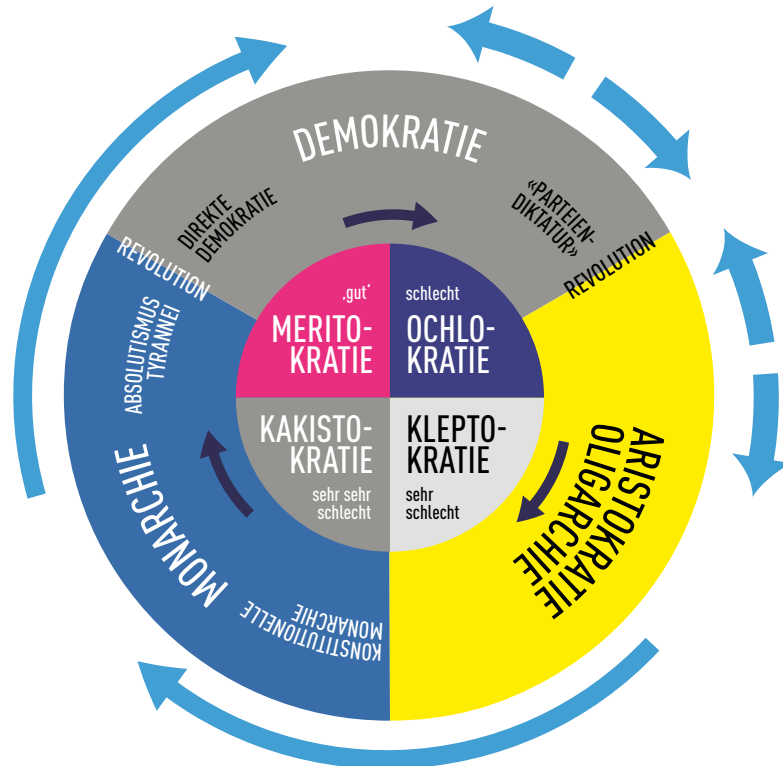 DEMOKRATIE
DIREKTE
DEMOKRATIE
«PARTEIEN-
DIKTATUR»
REVOLUTION
REVOLUTION
‚gut‘
MERITO-
KRATIE
schlecht
OCHLO-
KRATIE
ABSOLUTISMUS
TYRANNEI
KAKISTO-
KRATIE
sehr sehr
schlecht
KLEPTO-
KRATIE
sehr
schlecht
ARISTOKRATIE
OLIGARCHIE
MONARCHIE
KONSTITUTIONELLE
MONARCHIE